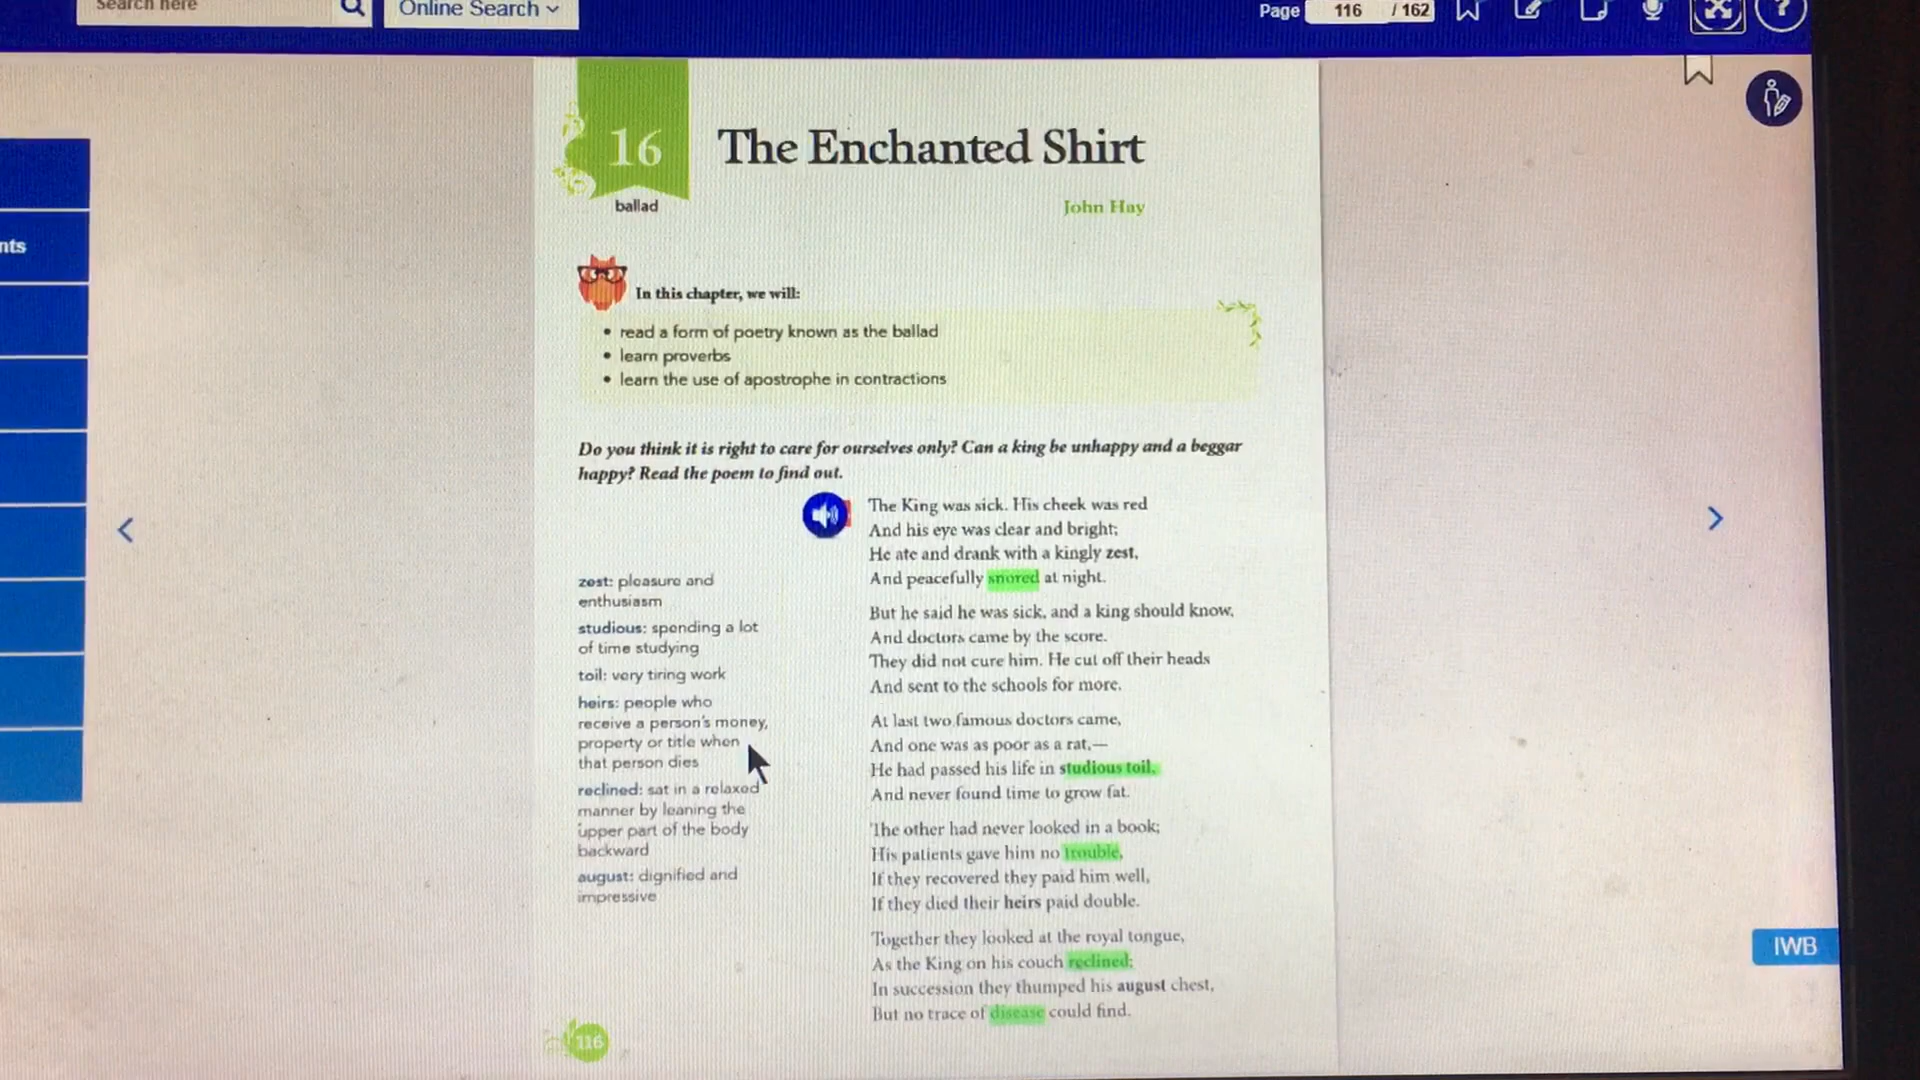 Search here
Online Search
Page 116 / 162
?
nts
16
The Enchanted Shirt
ballad
John Hay
In this chapter, we will:
• read a form of poetry known as the ballad
• learn proverbs
• learn the use of apostrophe in contractions
Do you think it is right to care for ourselves only? Can a king be unhappy and a beggar
happy? Read the poem to find out.
The King was sick. His cheek was red
And his eye was clear and bright;
He ate and drank with a kingly zest,
And peacefully snored at night.
But he said he was sick, and a king should know,
And doctors came by the score.
They did not cure him. He cut off their heads
And sent to the schools for more.
At last two famous doctors came,
And one was as poor as a rat,—
He had passed his life in studious toil,
And never found time to grow fat.
The other had never looked in a book;
His patients gave him no trouble,
If they recovered they paid him well,
If they died their heirs paid double.
Together they looked at the royal tongue,
As the King on his couch reclined;
In succession they thumped his august chest,
But no trace of disease could find.
zest: pleasure and
enthusiasm
studious: spending a lot
of time studying
toil: very tiring work
heirs: people who
receive a person's money,
property or title when
that person dies
reclined: sat in a relaxed
manner by leaning the
upper part of the body
backward
august: dignified and
impressive
IWB
116